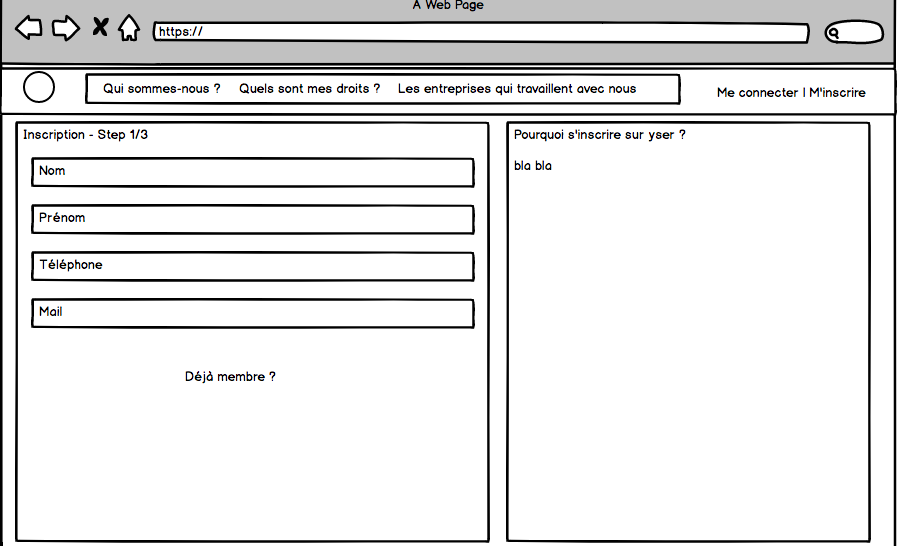 A Web Page
https://
Qui sommes-nous ? Quels sont mes droits ? Les entreprises qui travaillent avec nous
Me connecter | M'inscrire
Inscription - Step 1/3
Nom
Prénom
Téléphone
Mail
Déjà membre ?
Pourquoi s'inscrire sur yser ?
bla bla